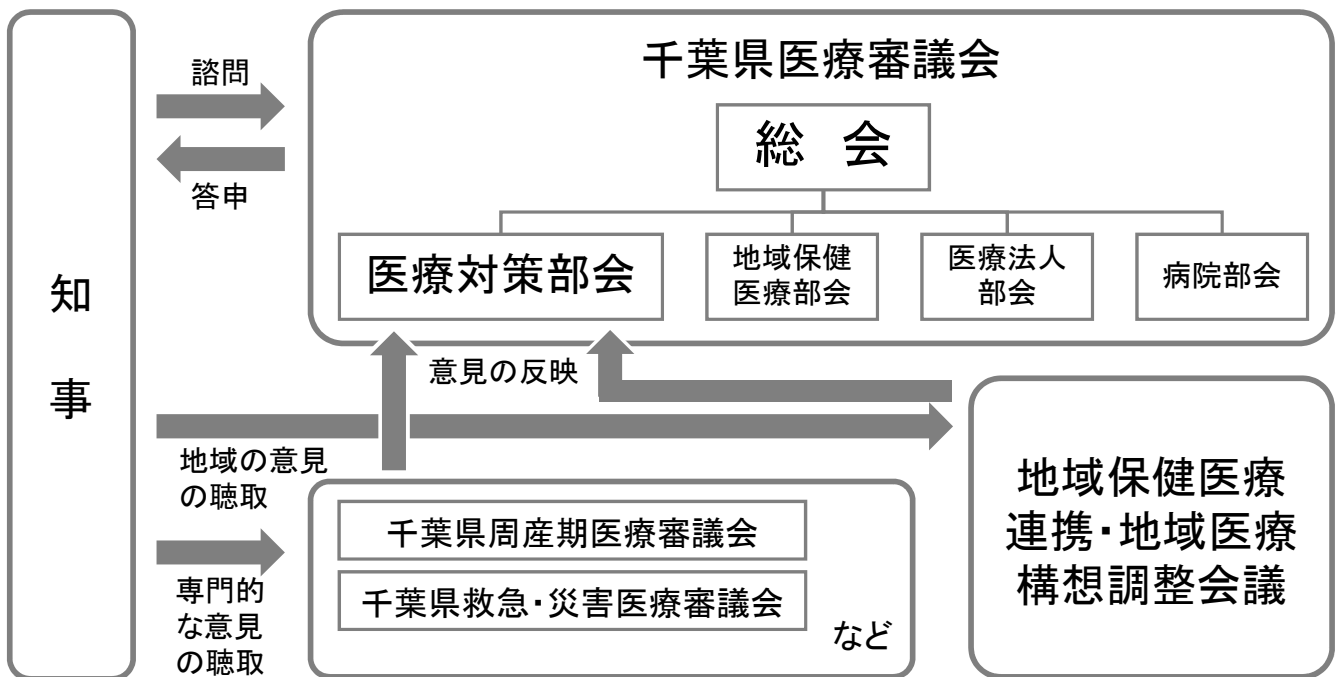 知
事
諮問
答申
千葉県医療審議会
総　会
医療対策部会
地域保健
医療部会
医療法人
部会
病院部会
意見の反映
地域の意見
の聴取
専門的
な意見
の聴取
千葉県周産期医療審議会
千葉県救急・災害医療審議会
など
地域保健医療
連携・地域医療
構想調整会議